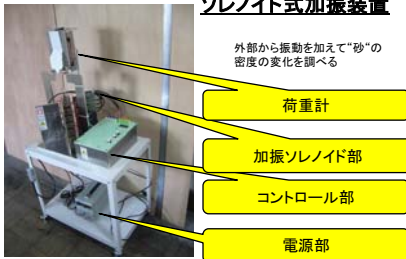 ソレノイド式加振装置
外部から振動を加えて“砂“の
密度の変化を調べる
荷重計
加振ソレノイド部
コントロール部
電源部